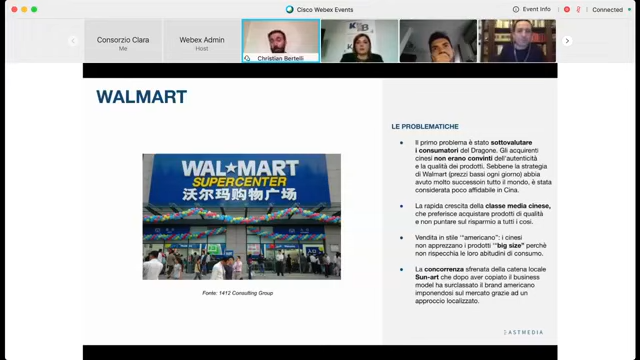 Cisco Webex Events
Event Info
Connected
Consorzio Clara
Me
Webex Admin
Host
Christian Bertelli
WALMART
WAL★MART
SUPERCENTER
沃尔玛购物广场
Fonte: 1412 Consulting Group
LE PROBLEMATICHE
Il primo problema è stato sottovalutare
i consumatori del Dragone. Gli acquirenti
cinesi non erano convinti dell'autenticità
e la qualità dei prodotti. Sebbene la strategia
di Walmart (prezzi bassi ogni giorno) abbia
avuto molto successoin tutto il mondo, è stata
considerata poco affidabile in Cina.
La rapida crescita della classe media cinese,
che preferisce acquistare prodotti di qualità
e non puntare sul risparmio a tutti i costi.
Vendita in stile '"americano": i cinesi
non apprezzano i prodotti '"big size" perchè
non rispecchia le loro abitudini di consumo.
La concorrenza sfrenata della catena locale
Sun-art che dopo aver copiato il business
model ha surclassato il brand americano
imponendosi sul mercato grazie ad un
approccio localizzato.
EASTMEDIA